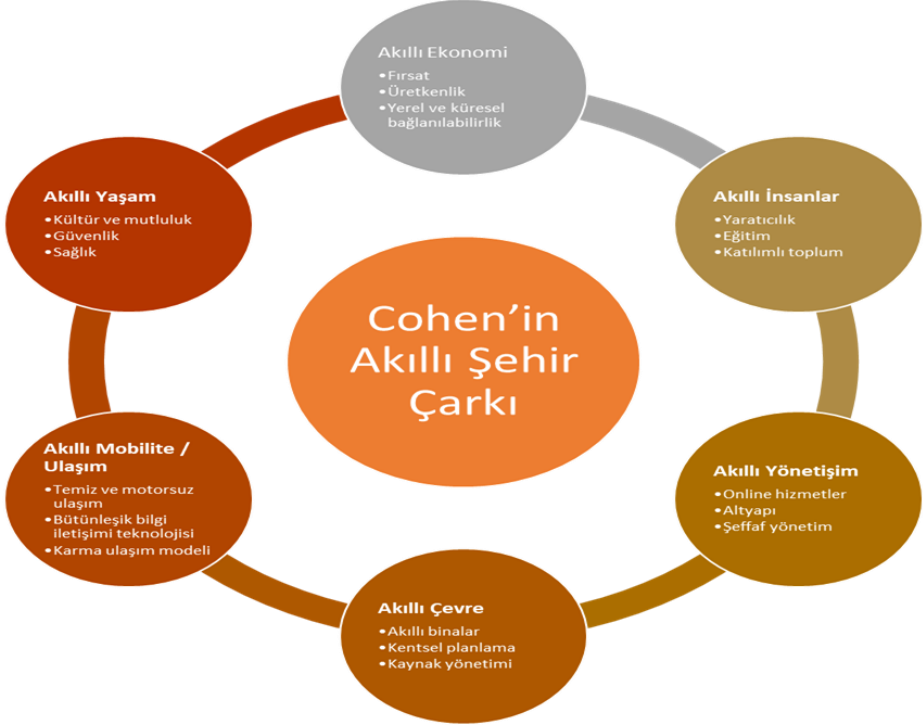 Akıllı Ekonomi
•Fırsat
•Üretkenlik
•Yerel ve küresel
bağlanılabilirlik
Akıllı İnsanlar
•Yaratıcılık
•Eğitim
•Katılımlı toplum
Akıllı Yönetişim
•Online hizmetler
•Altyapı
•Şeffaf yönetim
Akıllı Çevre
•Akıllı binalar
•Kentsel planlama
•Kaynak yönetimi
Akıllı Mobilite /
Ulaşım
•Temiz ve motorsuz
ulaşım
•Bütünleşik bilgi
iletişimi teknolojisi
•Karma ulaşım modeli
Akıllı Yaşam
•Kültür ve mutluluk
•Güvenlik
•Sağlık
Cohen’in
Akıllı Şehir
Çarkı